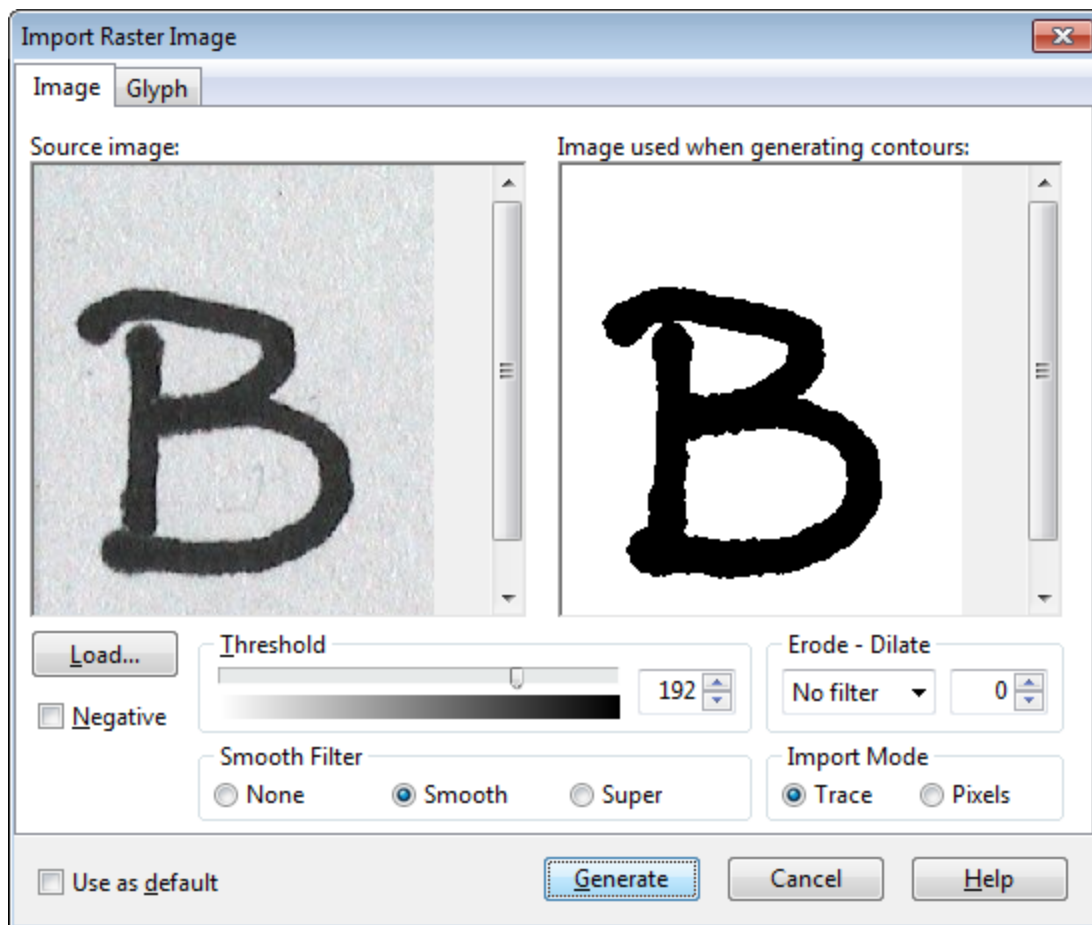 Import Raster Image
Image Glyph
Source image: Image used when generating contours:
B B
Load... Threshold Erode - Dilate
192 No filter 0
Negative
Smooth Filter Import Mode
None Smooth Super Trace Pixels
Use as default Generate Cancel Help